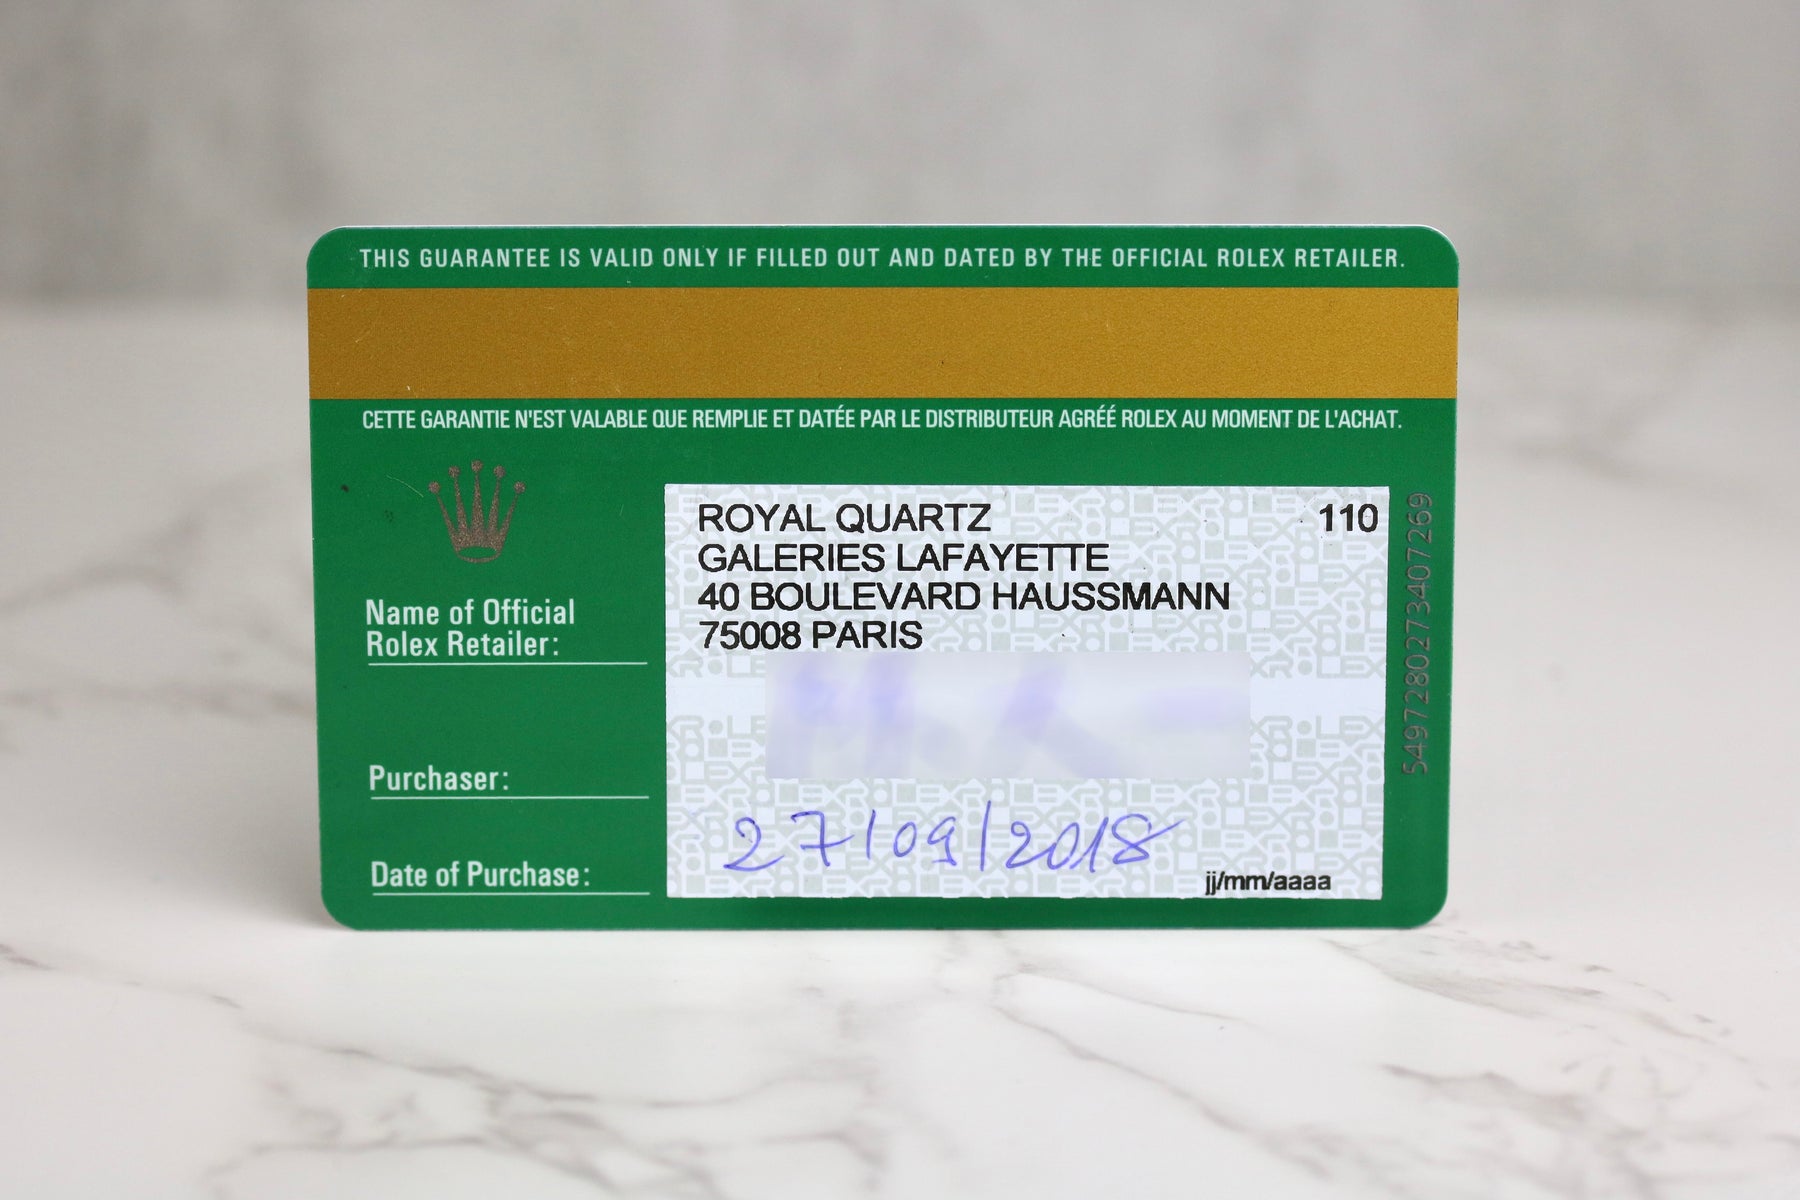 THIS GUARANTEE IS VALID ONLY IF FILLED OUT AND DATED BY THE OFFICIAL ROLEX RETAILER.
CETTE GARANTIE N'EST VALABLE QUE REMPLIE ET DATÉE PAR LE DISTRIBUTEUR AGRÉÉ ROLEX AU MOMENT DE L'ACHAT.
Name of Official
Rolex Retailer:
ROYAL QUARTZ 110
GALERIES LAFAYETTE
40 BOULEVARD HAUSSMANN
75008 PARIS
Purchaser:
Date of Purchase:
27/09/2018
jj/mm/aaaa
5497280273407269